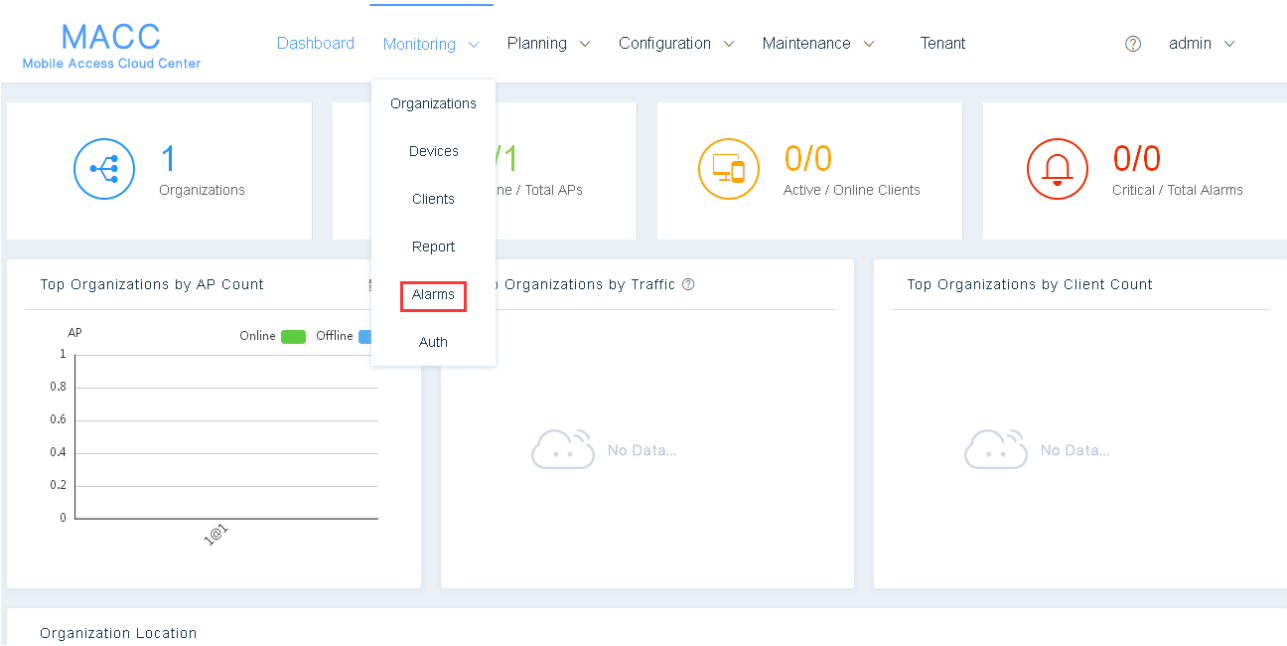 MACC
Mobile Access Cloud Center
Dashboard Monitoring Planning Configuration Maintenance Tenant ? admin
Organizations
Devices
Clients
Report
Alarms
Auth
1
Organizations
/1
/ Total APs
0/0
Active / Online Clients
0/0
Critical / Total Alarms
Top Organizations by AP Count
Organizations by Traffic ?
Top Organizations by Client Count
AP
Online Offline
1
0.8
0.6
0.4
0.2
0
1@1
No Data...
No Data...
Organization Location